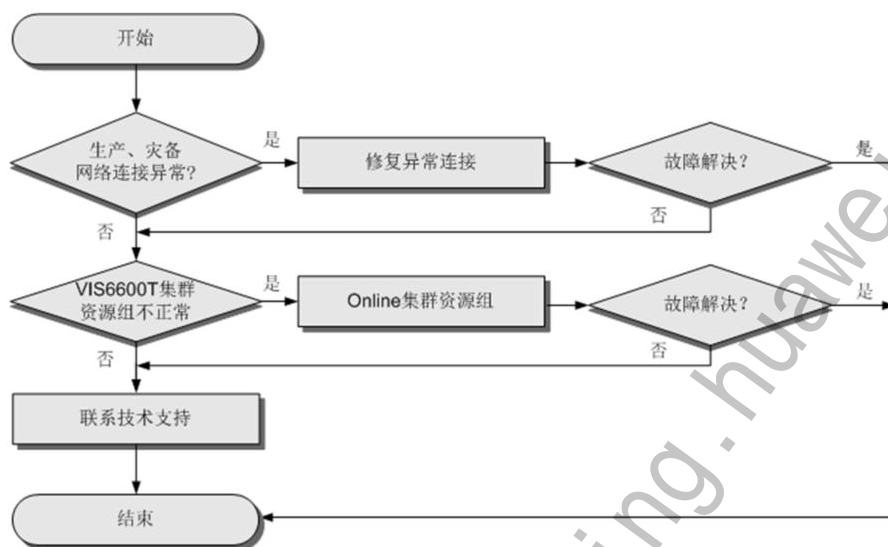 开始
生产、灾备
网络连接异常?
是
修复异常连接
故障解决？
是
否
否
VIS6600T集群
资源组不正常
是
Online集群资源组
故障解决？
是
否
否
联系技术支持
结束
ing.huawe